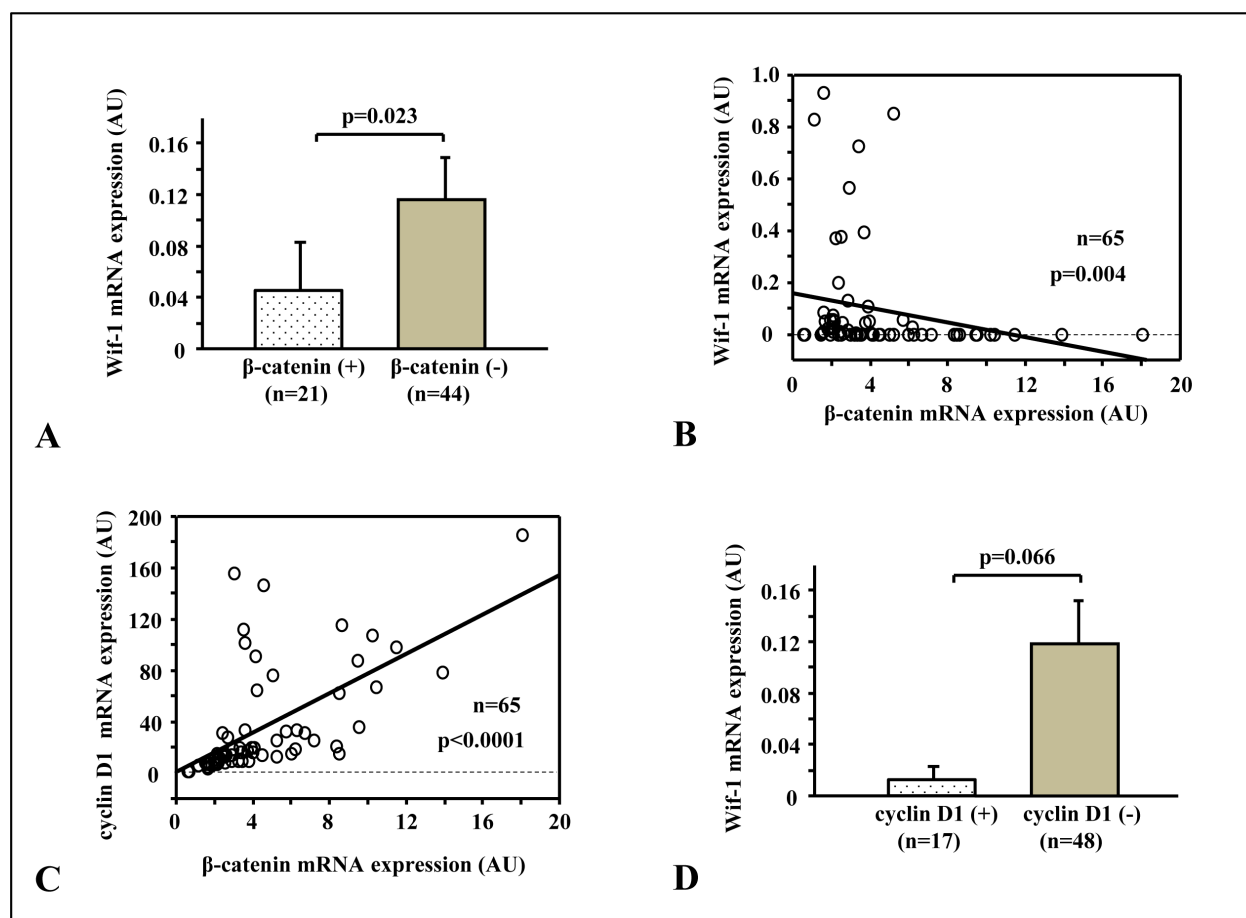 Wif-1 mRNA expression (AU)
0.16
0.12
0.08
0.04
0
p=0.023
β-catenin (+)
(n=21)
β-catenin (-)
(n=44)
A
Wif-1 mRNA expression (AU)
1.0
0.8
0.6
0.4
0.2
0
n=65
p=0.004
0 4 8 12 16 20
β-catenin mRNA expression (AU)
B
cyclin D1 mRNA expression (AU)
200
160
120
80
40
0
n=65
p<0.0001
0 4 8 12 16 20
β-catenin mRNA expression (AU)
C
Wif-1 mRNA expression (AU)
0.16
0.12
0.08
0.04
0
p=0.066
cyclin D1 (+)
(n=17)
cyclin D1 (-)
(n=48)
D